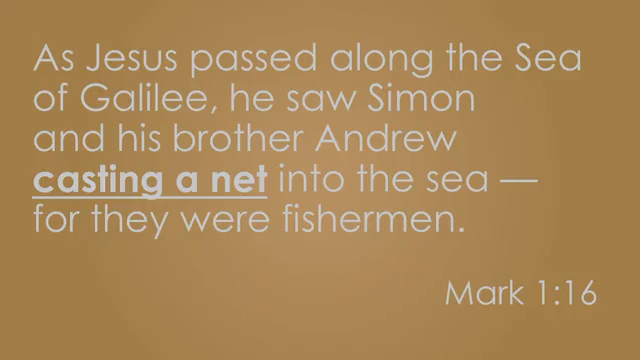 As Jesus passed along the Sea
of Galilee, he saw Simon
and his brother Andrew
casting a net into the sea —
for they were fishermen.
Mark 1:16